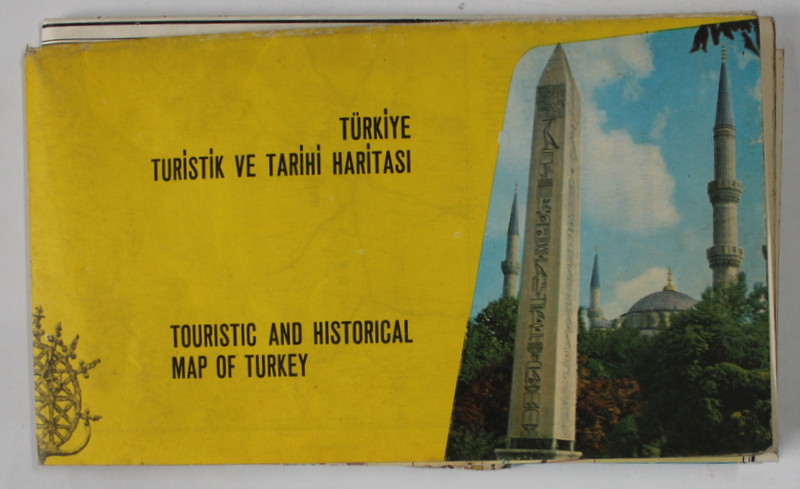 TÜRKİYE
TURİSTİK VE TARİHİ HARİTASI
TOURISTIC AND HISTORICAL
MAP OF TURKEY